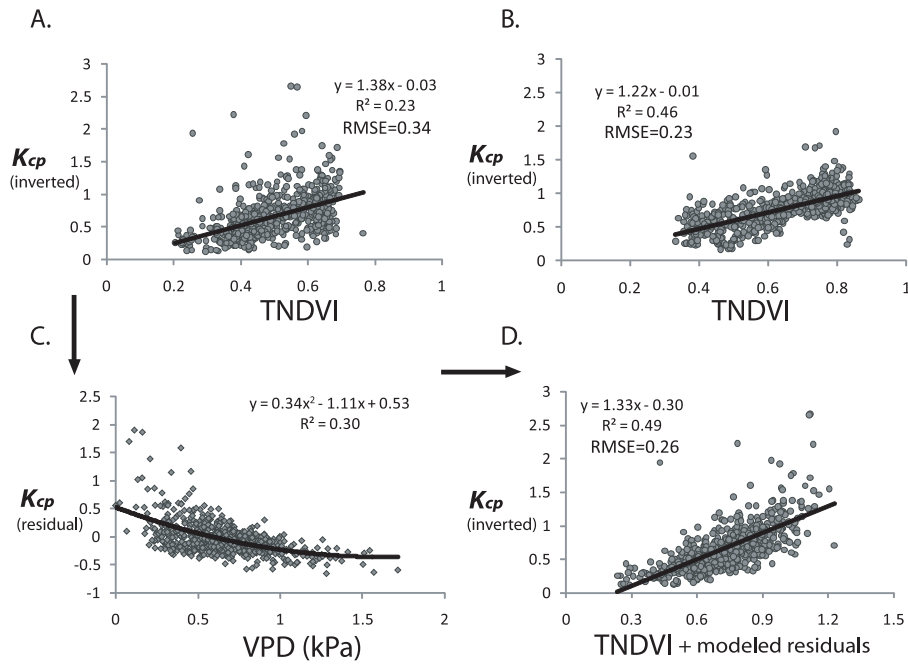 A.
3
2.5
2
1.5
1
0.5
0
Kcp
(inverted)
y = 1.38x - 0.03
R² = 0.23
RMSE=0.34
0
0.2
0.4
0.6
0.8
1
TNDVI
B.
3
2.5
2
1.5
1
0.5
0
Kcp
(inverted)
y = 1.22x - 0.01
R² = 0.46
RMSE=0.23
0
0.2
0.4
0.6
0.8
1
TNDVI
C.
2.5
2
1.5
1
0.5
0
-0.5
-1
Kcp
(residual)
y = 0.34x² - 1.11x + 0.53
R² = 0.30
0
0.5
1
1.5
2
VPD (kPa)
D.
3
2.5
2
1.5
1
0.5
0
Kcp
(inverted)
y = 1.33x - 0.30
R² = 0.49
RMSE=0.26
0
0.3
0.6
0.9
1.2
1.5
TNDVI + modeled residuals